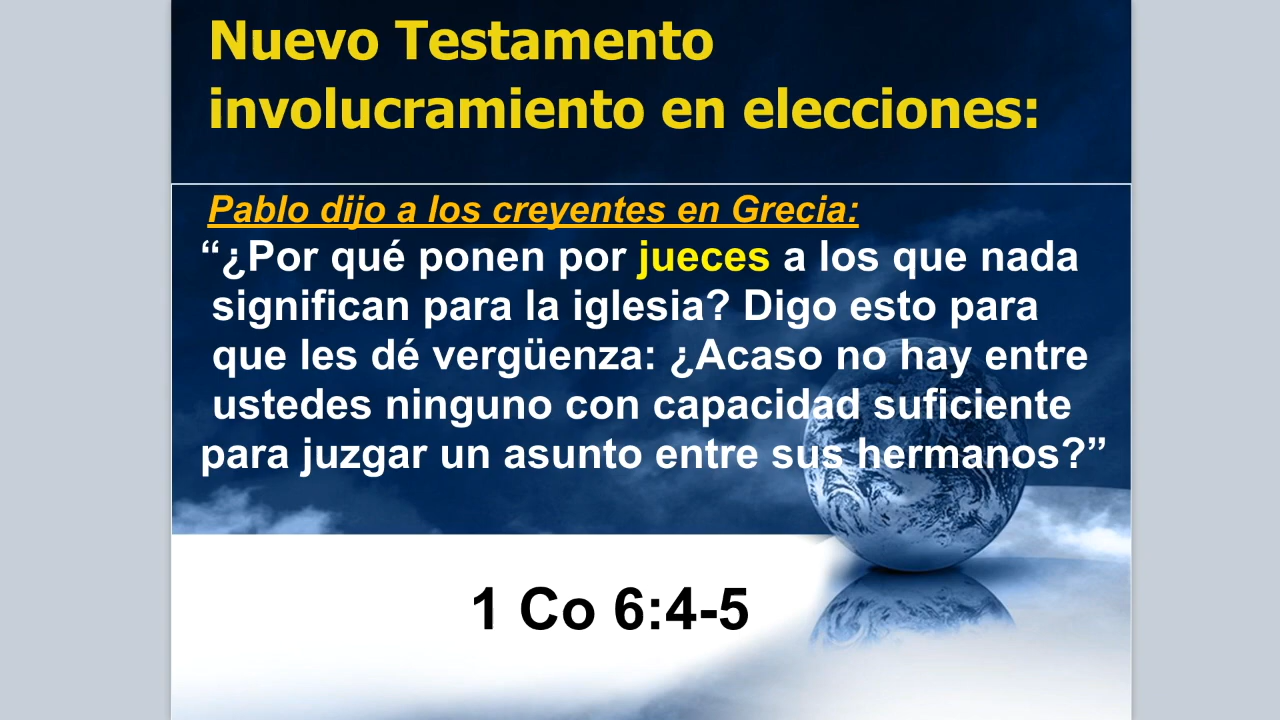 Nuevo Testamento
involucramiento en elecciones:
Pablo dijo a los creyentes en Grecia:
“¿Por qué ponen por jueces a los que nada
significan para la iglesia? Digo esto para
que les dé vergüenza: ¿Acaso no hay entre
ustedes ninguno con capacidad suficiente
para juzgar un asunto entre sus hermanos?”
1 Co 6:4-5